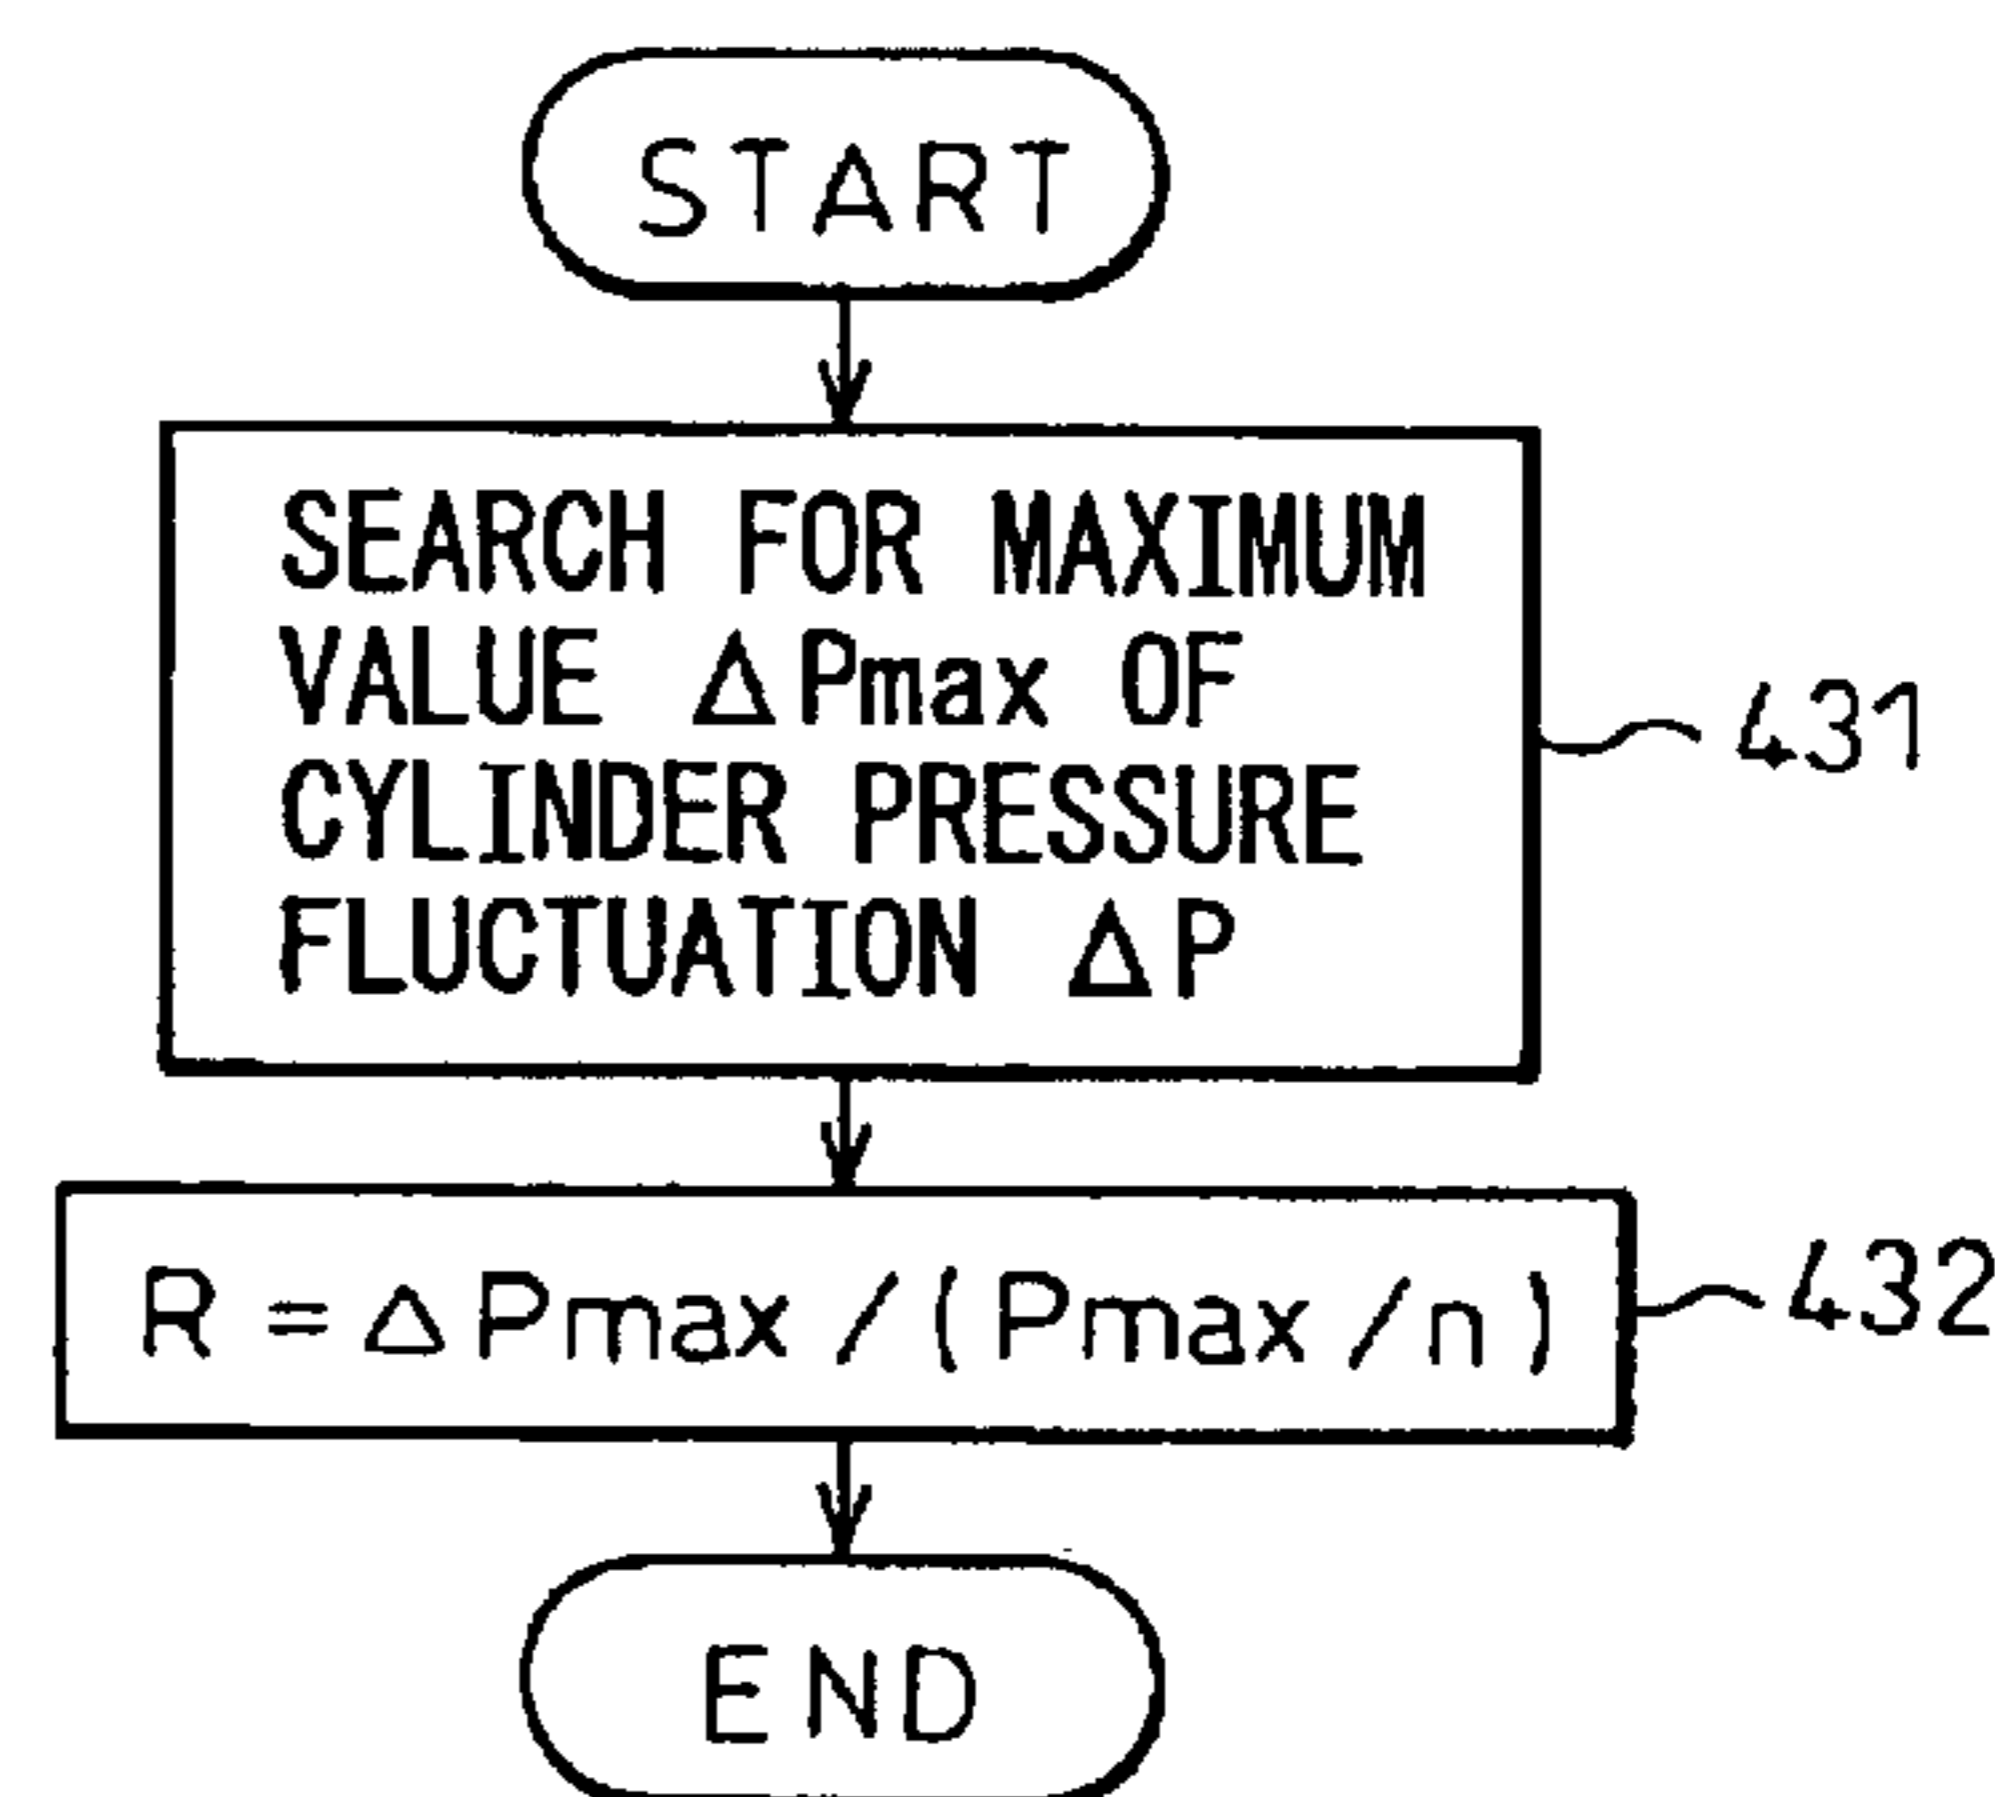 START
SEARCH FOR MAXIMUM
VALUE ΔPmax OF
CYLINDER PRESSURE
FLUCTUATION ΔP
431
R=ΔPmax/(Pmax/n)
432
END